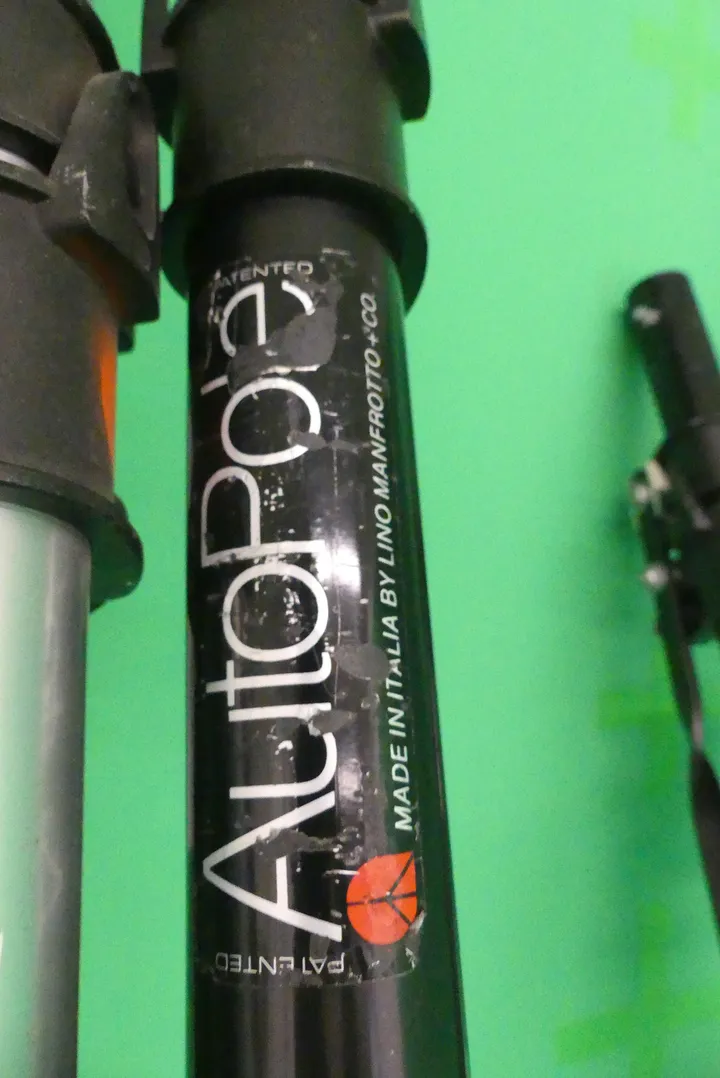 PATENTED
AutoPole
MADE IN ITALIA BY LINO MANFROTTO+CO.
PATENTED